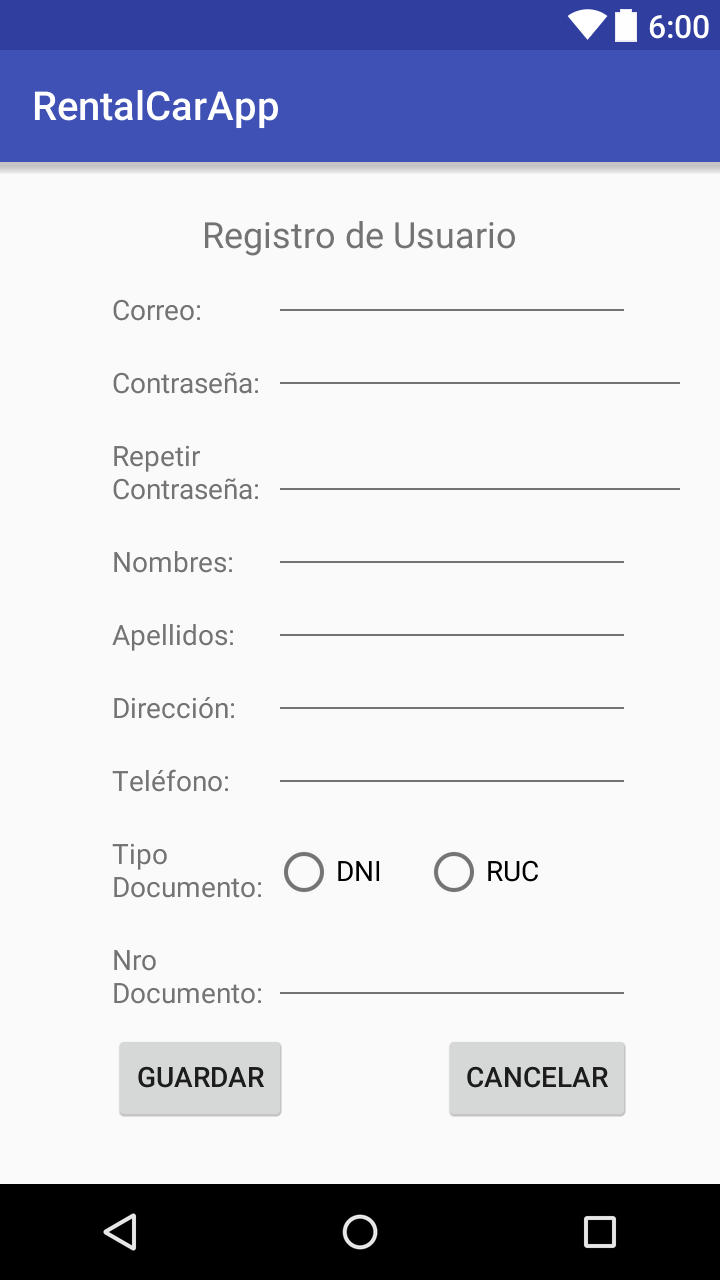 6:00
RentalCarApp
Registro de Usuario
Correo:
Contraseña:
Repetir
Contraseña:
Nombres:
Apellidos:
Dirección:
Teléfono:
Tipo
Documento:
DNI RUC
Nro
Documento:
GUARDAR CANCELAR